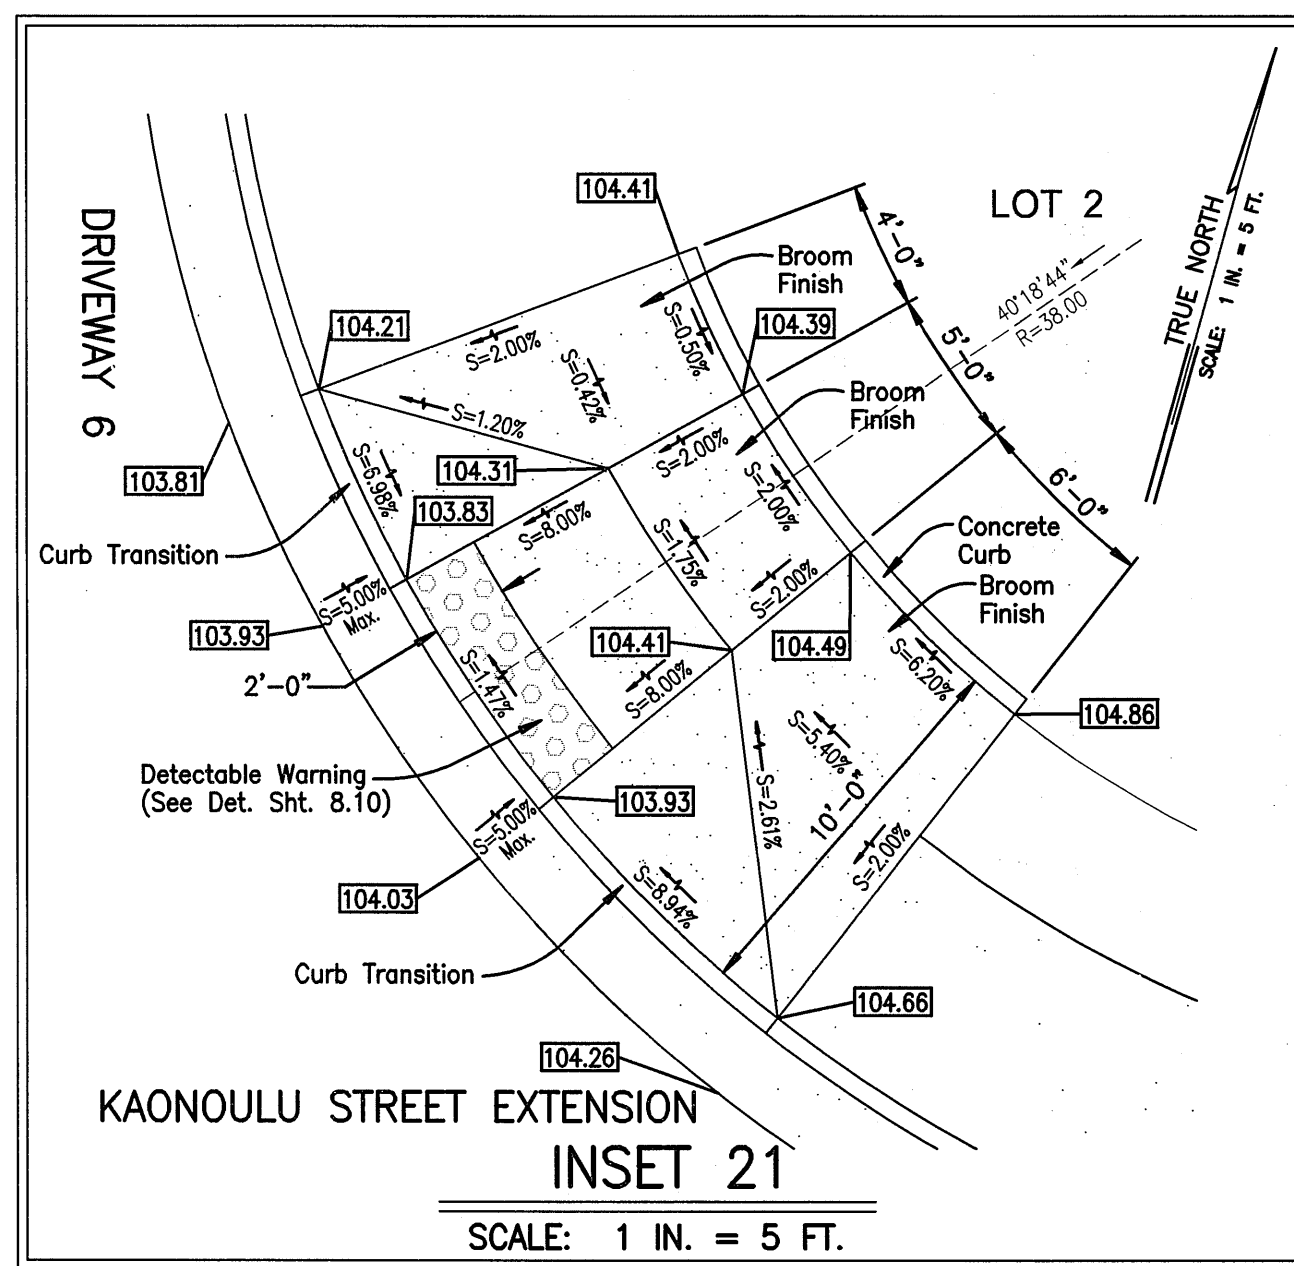 104.41
LOT 2
4'-0"
TRUE NORTH
SCALE: 1 IN. = 5 FT.
DRIVEWAY 6
Broom
Finish
40°18'44"
R=38.00
104.21
S=2.00%
S=0.50%
104.39
5'-0"
S=0.42%
S=1.20%
Broom
Finish
103.81
S=6.98%
104.31
S=2.00%
S=2.00%
6'-0"
103.83
S=8.00%
S=1.75%
Concrete
Curb
Curb Transition
S=5.00%
Max.
S=2.00%
Broom
Finish
103.93
104.41
104.49
S=6.20%
2'-0"
S=1.47%
S=8.00%
104.86
S=5.40%
Detectable Warning
(See Det. Sht. 8.10)
103.93
S=2.61%
10'-0"
S=5.00%
Max.
S=2.00%
104.03
S=8.94%
Curb Transition
104.66
104.26
KAONOULU STREET EXTENSION
INSET 21
SCALE: 1 IN. = 5 FT.